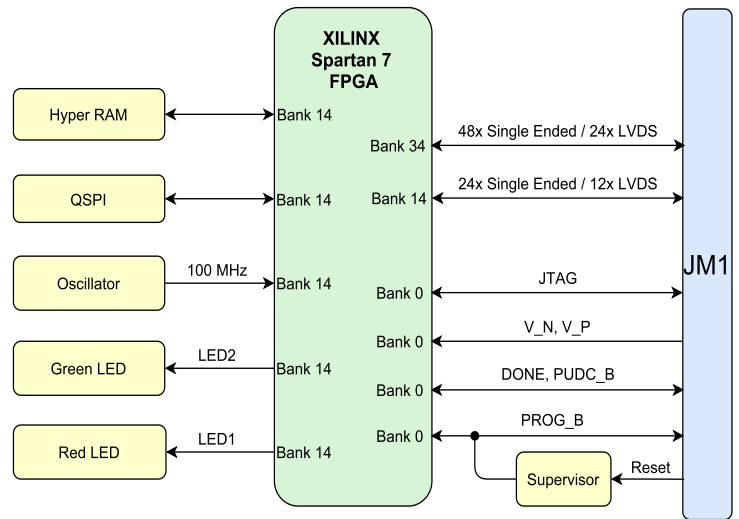 XILINX
Spartan 7
FPGA
Hyper RAM
Bank 14
Bank 34
48x Single Ended / 24x LVDS
QSPI
Bank 14
Bank 14
24x Single Ended / 12x LVDS
JM1
Oscillator
100 MHz
Bank 14
Bank 0
JTAG
Bank 0
V_N, V_P
Green LED
LED2
Bank 14
Bank 0
DONE, PUDC_B
Red LED
LED1
Bank 14
Bank 0
PROG_B
Supervisor
Reset